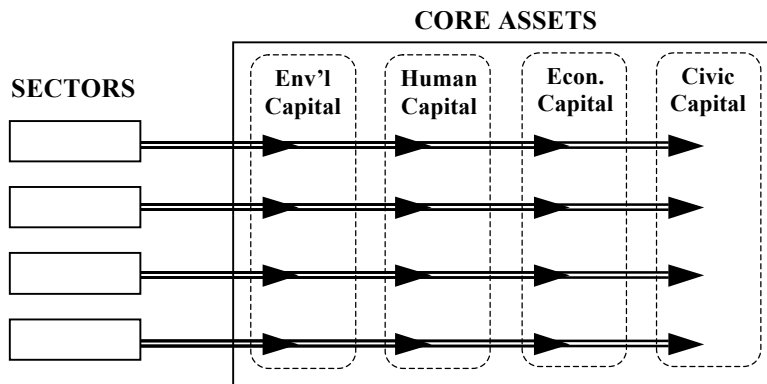 CORE ASSETS
SECTORS
Env’l
Capital
Human
Capital
Econ.
Capital
Civic
Capital